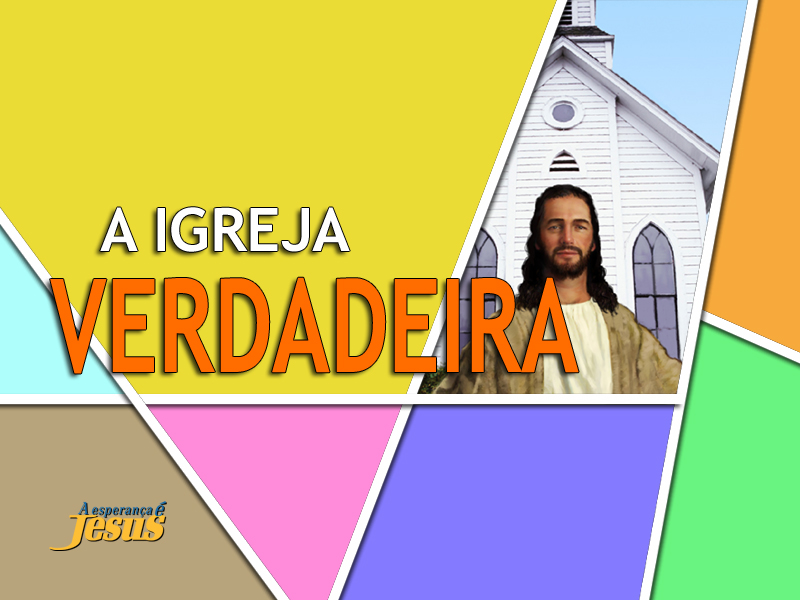 A IGREJA
VERDADEIRA
A esperança é
Jesus